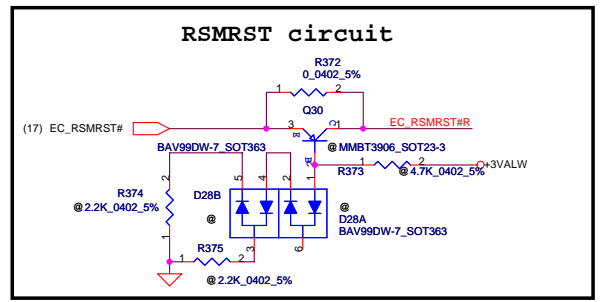 RSMRST circuit
R372
0_0402_5%
1 2
Q30
(17) EC_RSMRST#
3 1
E C
EC_RSMRST#R
BAV99DW-7_SOT363
@ MMBT3906_SOT23-3
B
2
R373
1 2
+3VALW
@ 4.7K_0402_5%
2
5 4 2 1
R374
@ 2.2K_0402_5%
D28B
@
@
D28A
BAV99DW-7_SOT363
1
R375
3 6
1 2
@ 2.2K_0402_5%